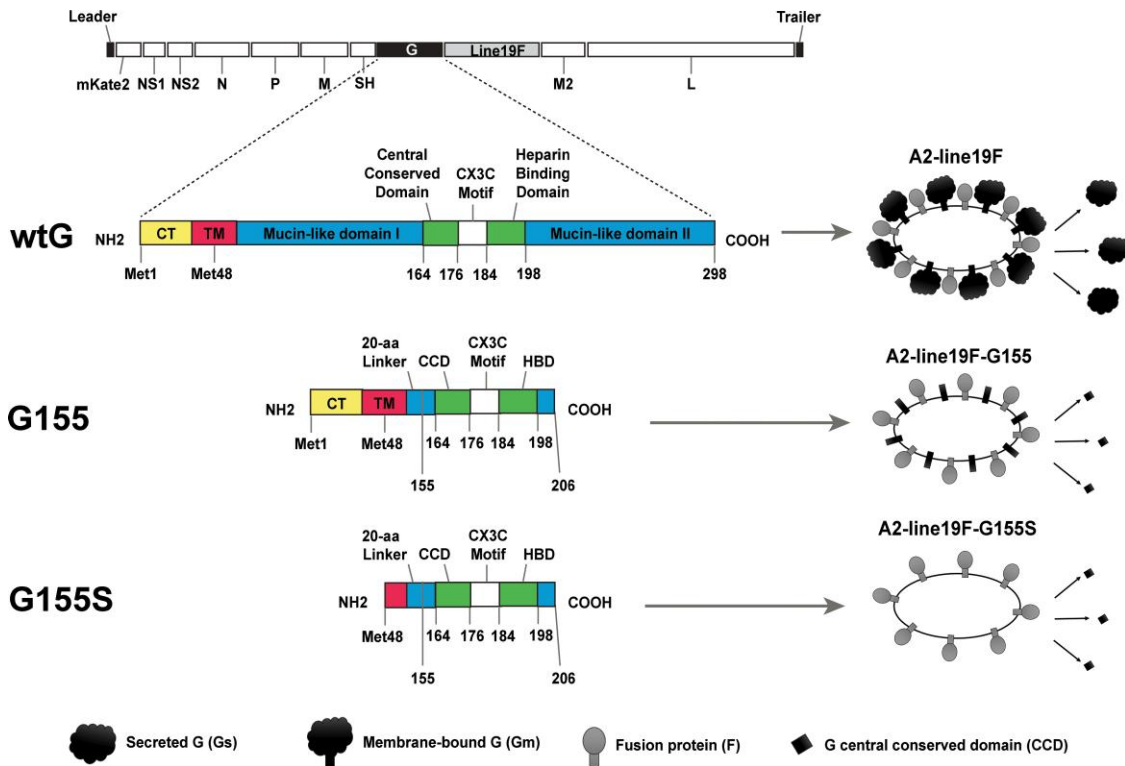 Leader
Trailer
G
Line19F
mKate2 NS1 NS2 N P M SH M2 L
Central
Conserved
Domain
CX3C
Motif
Heparin
Binding
Domain
A2-line19F
wtG
NH2
CT
TM
Mucin-like domain I
Mucin-like domain II
COOH
Met1 Met48 164 176 184 198 298
20-aa
Linker
CCD
CX3C
Motif
HBD
A2-line19F-G155
G155
NH2
CT
TM
COOH
Met1 Met48 164 176 184 198
155 206
20-aa
Linker
CCD
CX3C
Motif
HBD
A2-line19F-G155S
G155S
NH2
COOH
Met48 164 176 184 198
155 206
Secreted G (Gs)
Membrane-bound G (Gm)
Fusion protein (F)
G central conserved domain (CCD)